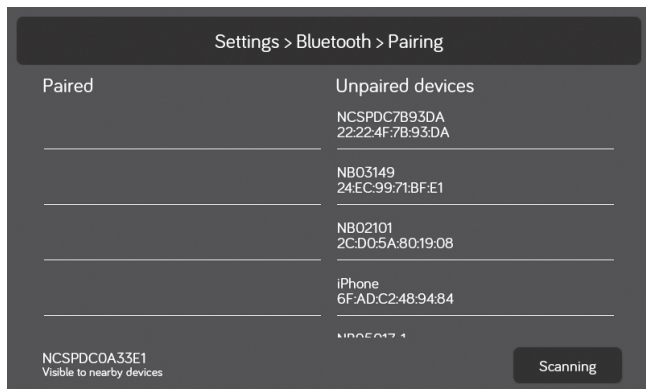 Settings > Bluetooth > Pairing
Paired
Unpaired devices
NCSPDC7B93DA
22:22:4F:7B:93:DA
NB03149
24:EC:99:71:BF:E1
NB02101
2C:D0:5A:80:19:08
iPhone
6F:AD:C2:48:94:84
NCSPDC0A33E1
Visible to nearby devices
Scanning